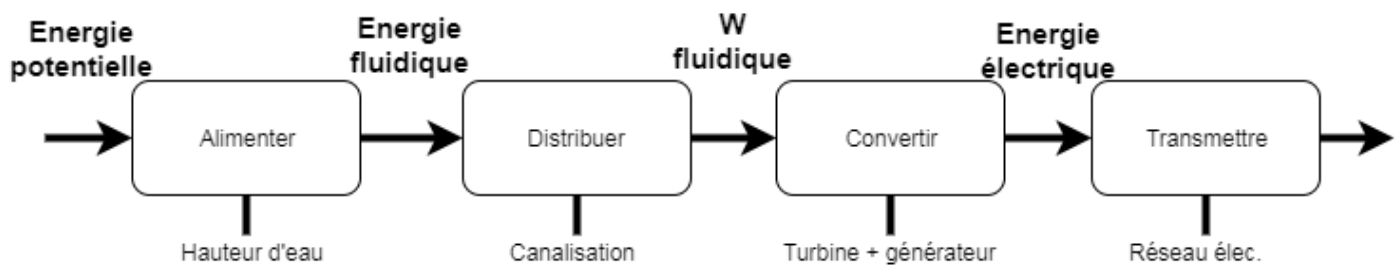 Energie
potentielle
Energie
fluidique
W
fluidique
Energie
électrique
Alimenter
Distribuer
Convertir
Transmettre
Hauteur d'eau
Canalisation
Turbine + générateur
Réseau élec.